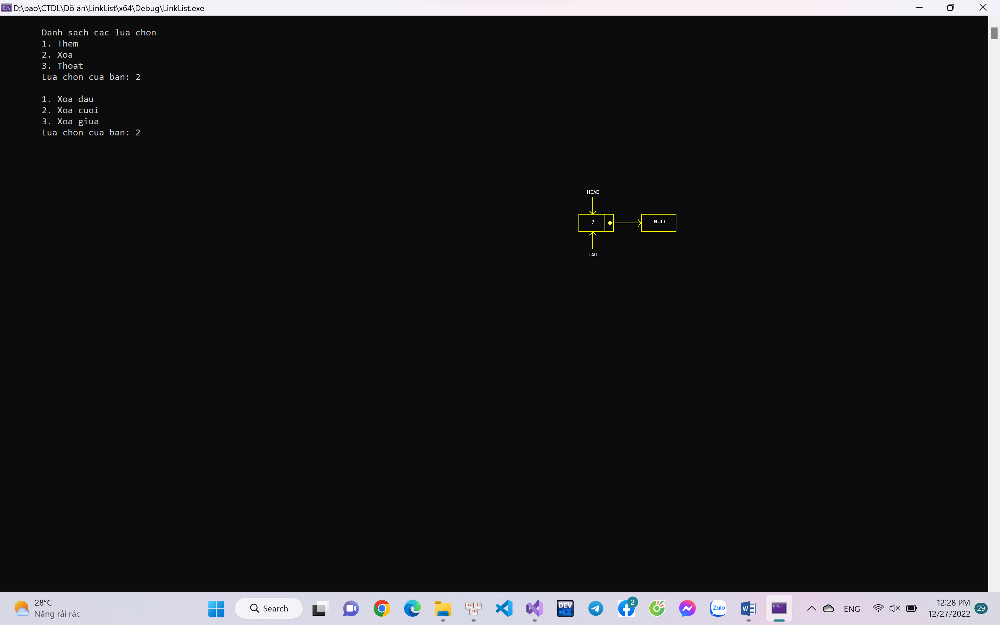 D:\bao\CTDL\Đồ án\LinkList\x64\Debug\LinkList.exe
Danh sach cac lua chon
1. Them
2. Xoa
3. Thoat
Lua chon cua ban: 2
1. Xoa dau
2. Xoa cuoi
3. Xoa giua
Lua chon cua ban: 2
HEAD
7
NULL
TAIL
28°C
Nắng rải rác
Search
DEV
C++
2
Zalo
W
ENG
12:28 PM
12/27/2022
29